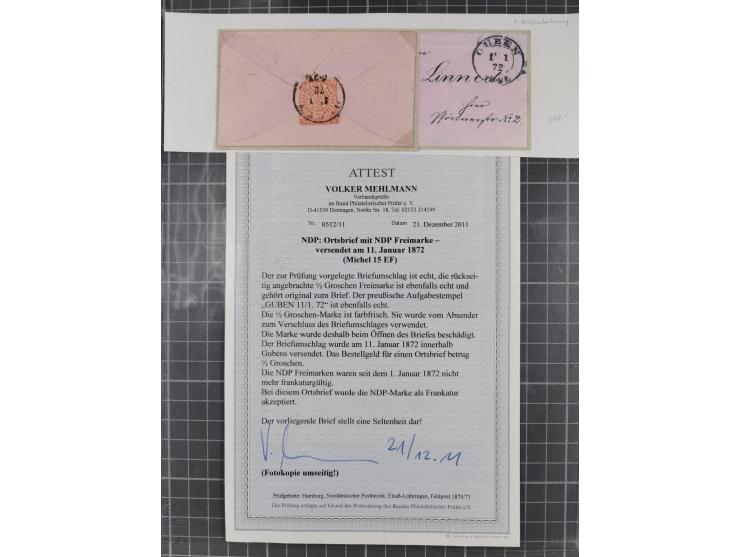 GUBEN
72
Linnert
hier
No 2.
200,-
ATTEST
VOLKER MEHLMANN
Verbandsprüfer
im Bund Philatelistischer Prüfer e. V.
D-41539 Dormagen, Norfer Str. 18, Tel. 02133 214199
Nr. 0512/11 Datum 21. Dezember 2011
NDP: Ortsbrief mit NDP Freimarke –
versendet am 11. Januar 1872
(Michel 15 EF)
Der zur Prüfung vorgelegte Briefumschlag ist echt, die rücksei-
tig angebrachte ½ Groschen Freimarke ist ebenfalls echt und
gehört original zum Brief. Der preußische Aufgabestempel
„GUBEN 11/1. 72“ ist ebenfalls echt.
Die ½ Groschen-Marke ist farbfrisch. Sie wurde vom Absender
zum Verschluss des Briefumschlages verwendet.
Die Marke wurde deshalb beim Öffnen des Briefes beschädigt.
Der Briefumschlag wurde am 11. Januar 1872 innerhalb
Gubens versendet. Das Bestellgeld für einen Ortsbrief betrug
½ Groschen.
Die NDP Freimarken waren seit dem 1. Januar 1872 nicht
mehr frankaturgültig.
Bei diesem Ortsbrief wurde die NDP-Marke als Frankatur
akzeptiert.
Der vorliegende Brief stellt eine Seltenheit dar!
21/12.11
(Fotokopie umseitig!)
Prüfgebiete: Hamburg, Norddeutscher Postbezirk, Elsaß-Lothringen, Feldpost 1870/71
Die Prüfung erfolgte auf Grund der Prüfordnung des Bundes Philatelistischer Prüfer e.V.